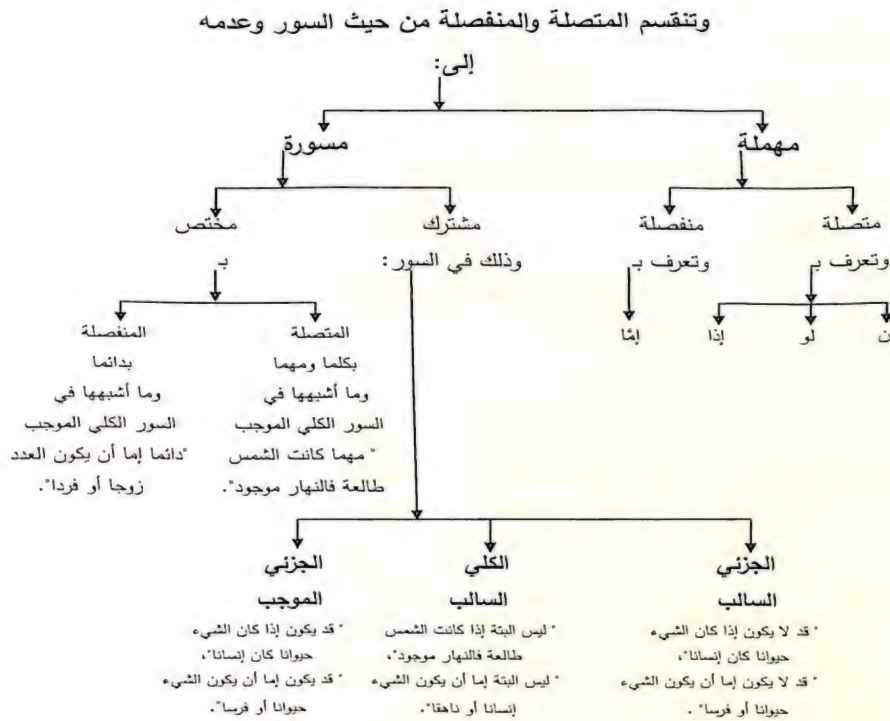 وتنقسم المتصلة والمنفصلة من حيث السور وعدمه
إلى:
مهملة
مسورة
متصلة
وتعرف بـ
منفصلة
وتعرف بـ
مشترك
وذلك في السور:
مختص
بـ
ن
لو
إذا
إمّا
المتصلة
بكلما ومهما
وما أشبهها في
السور الكلي الموجب
"مهما كانت الشمس
طالعة فالنهار موجود".
المنفصلة
بدائما
وما أشبهها في
السور الكلي الموجب
"دائما إما أن يكون العدد
زوجا أو فردا".
الجزئي
السالب
"قد لا يكون إذا كان الشيء
حيوانا كان إنسانا"،
"قد لا يكون إما أن يكون الشيء
حيوانا أو فرسا".
الكلي
السالب
"ليس البتة إذا كانت الشمس
طالعة فالنهار موجود"،
"ليس البتة إما أن يكون الشيء
إنسانا أو ناهقا".
الجزئي
الموجب
"قد يكون إذا كان الشيء
حيوانا كان إنسانا"،
"قد يكون إما أن يكون الشيء
حيوانا أو فرسا".